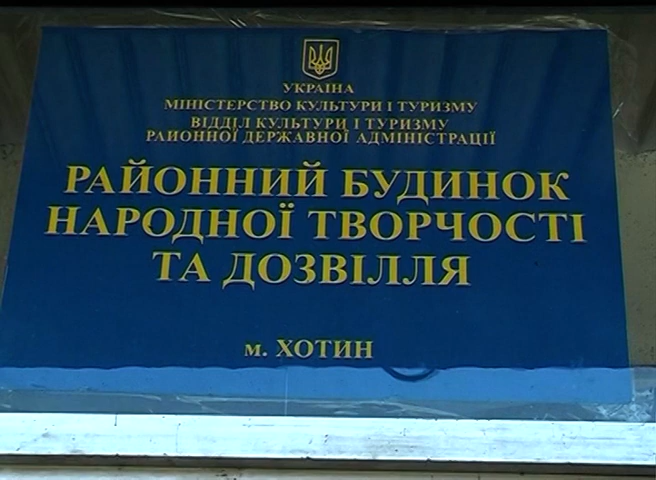 УКРАЇНА
МІНІСТЕРСТВО КУЛЬТУРИ І ТУРИЗМУ
ВІДДІЛ КУЛЬТУРИ І ТУРИЗМУ
РАЙОННОЇ ДЕРЖАВНОЇ АДМІНІСТРАЦІЇ
РАЙОННИЙ БУДИНОК
НАРОДНОЇ ТВОРЧОСТІ
ТА ДОЗВІЛЛЯ
м. ХОТИН